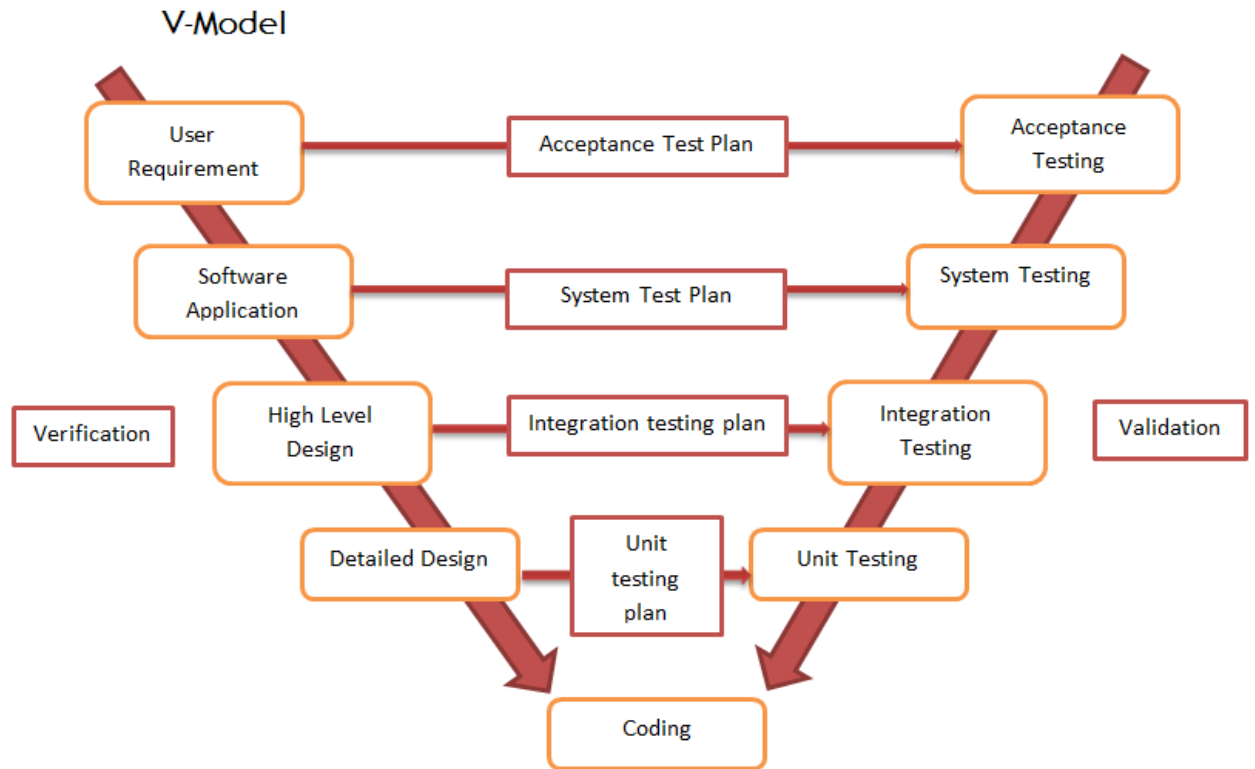 V-Model
User
Requirement
Acceptance Test Plan
Acceptance
Testing
Software
Application
System Test Plan
System Testing
Verification
High Level
Design
Integration testing plan
Integration
Testing
Validation
Detailed Design
Unit
testing
plan
Unit Testing
Coding